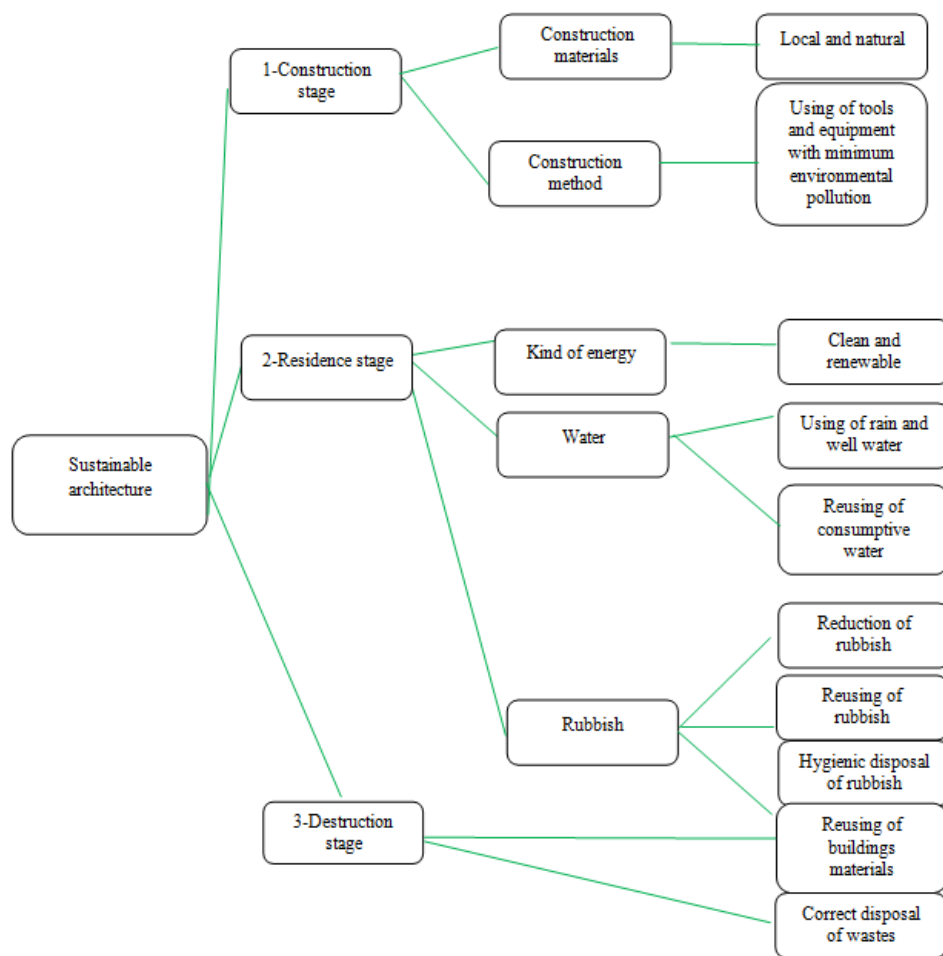 Sustainable
architecture
1-Construction
stage
Construction
materials
Local and natural
Construction
method
Using of tools
and equipment
with minimum
environmental
pollution
2-Residence stage
Kind of energy
Clean and
renewable
Water
Using of rain and
well water
Reusing of
consumptive
water
Rubbish
Reduction of
rubbish
Reusing of
rubbish
Hygienic disposal
of rubbish
3-Destruction
stage
Reusing of
buildings
materials
Correct disposal
of wastes